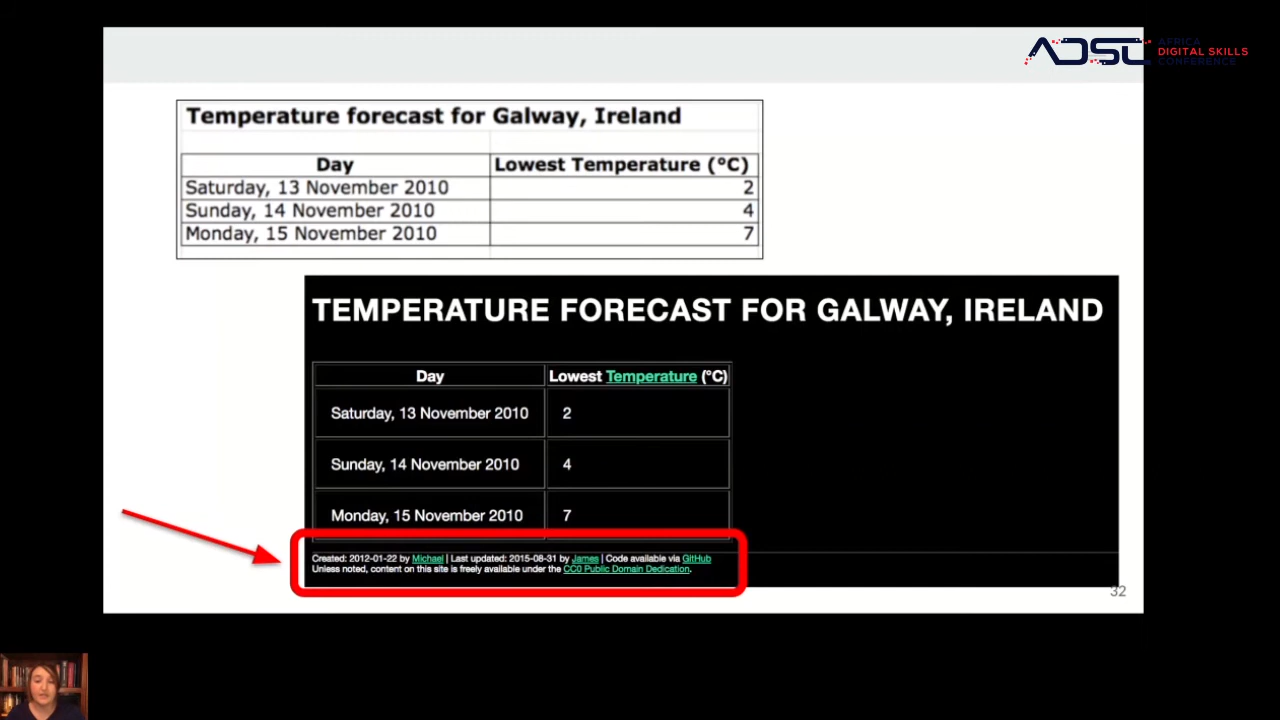 AFRICA
ADSC DIGITAL SKILLS
CONFERENCE
Temperature forecast for Galway, Ireland
Day Lowest Temperature (°C)
Saturday, 13 November 2010 2
Sunday, 14 November 2010 4
Monday, 15 November 2010 7
TEMPERATURE FORECAST FOR GALWAY, IRELAND
Day Lowest Temperature (°C)
Saturday, 13 November 2010 2
Sunday, 14 November 2010 4
Monday, 15 November 2010 7
Created: 2012-01-22 by Michael | Last updated: 2015-08-31 by James | Code available via GitHub
Unless noted, content on this site is freely available under the CC0 Public Domain Dedication.
32